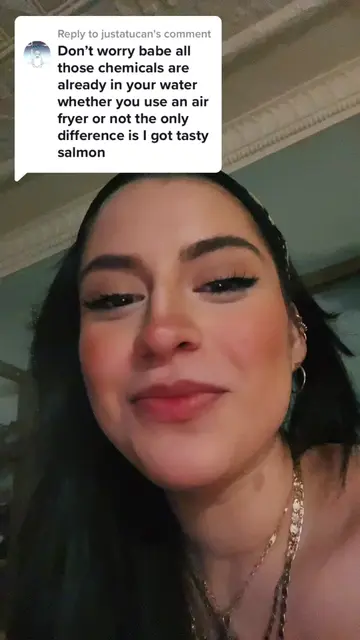 Reply to justatucan's comment
Don’t worry babe all
those chemicals are
already in your water
whether you use an air
fryer or not the only
difference is I got tasty
salmon